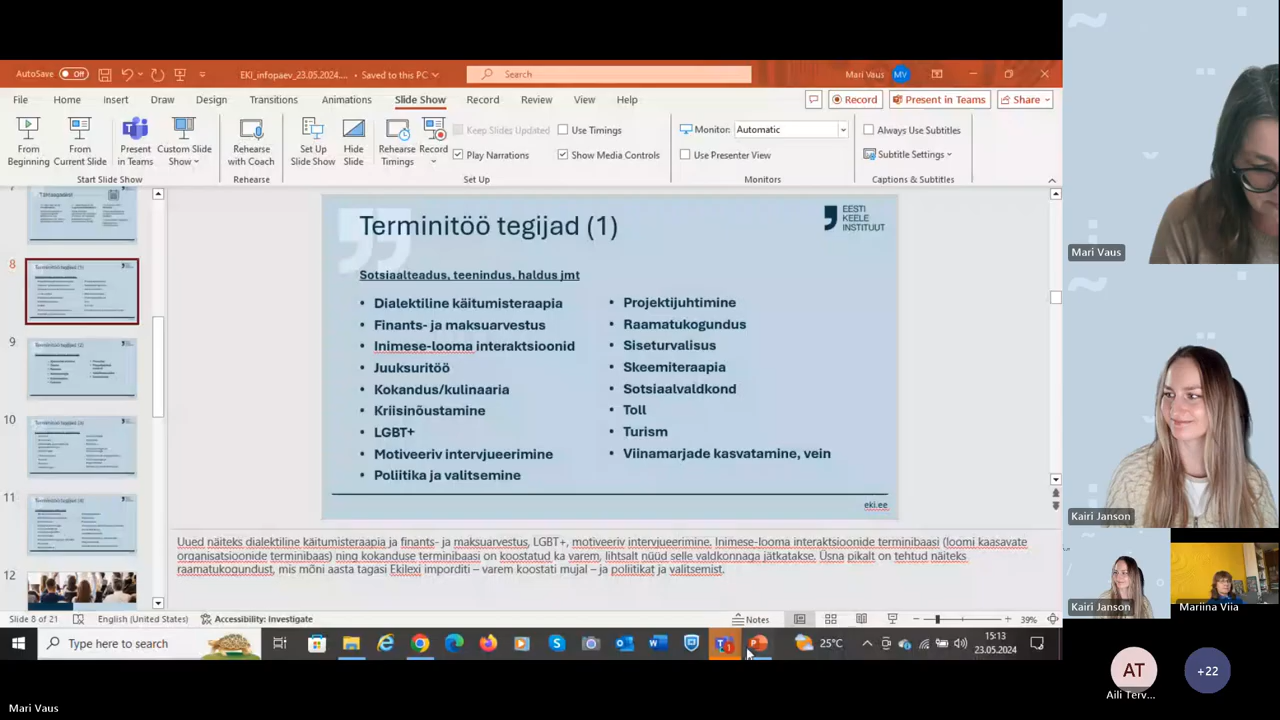 AutoSave Off EKI_infopaev_23.05.2024.... • Saved to this PC Search Mari Vaus MV
File Home Insert Draw Design Transitions Animations Slide Show Record Review View Help Record Present in Teams Share
From Beginning
From Current Slide
Present in Teams
Custom Slide Show
Rehearse with Coach
Set Up Slide Show
Hide Slide
Rehearse Timings
Record
Keep Slides Updated Use Timings
Play Narrations Show Media Controls
Monitor: Automatic
Use Presenter View
Always Use Subtitles
Subtitle Settings
Start Slide Show Rehearse Set Up Monitors Captions & Subtitles
8
9
10
11
12
Terminitöö tegijad (1)
EESTI
KEELE
INSTITUUT
Sotsiaalteadus, teenindus, haldus jmt
• Dialektiline käitumisteraapia
• Finants- ja maksuarvestus
• Inimese-looma interaktsioonid
• Juuksuritöö
• Kokandus/kulinaaria
• Kriisinõustamine
• LGBT+
• Motiveeriv intervjueerimine
• Poliitika ja valitsemine
• Projektijuhtimine
• Raamatukogundus
• Siseturvalisus
• Skeemiteraapia
• Sotsiaalvaldkond
• Toll
• Turism
• Viinamarjade kasvatamine, vein
eki.ee
Uued näiteks dialektiline käitumisteraapia ja finants- ja maksuarvestus, LGBT+, motiveeriv intervjueerimine. Inimese-looma interaktsioonide terminibaasi (loomi kaasavate
organisatsioonide terminibaas) ning kokanduse terminibaasi on koostatud ka varem, lihtsalt nüüd selle valdkonnaga jätkatakse. Üsna pikalt on tehtud näiteks
raamatukogundust, mis mõni aasta tagasi Ekilexi imporditi – varem koostati mujal – ja poliitikat ja valitsemist.
Slide 8 of 21 English (United States) Accessibility: Investigate Notes 39%
Type here to search 25°C 15:13
23.05.2024
Mari Vaus
Kairi Janson
Kairi Janson
Mariina Viia
AT
Aili Terv...
+22
Mari Vaus